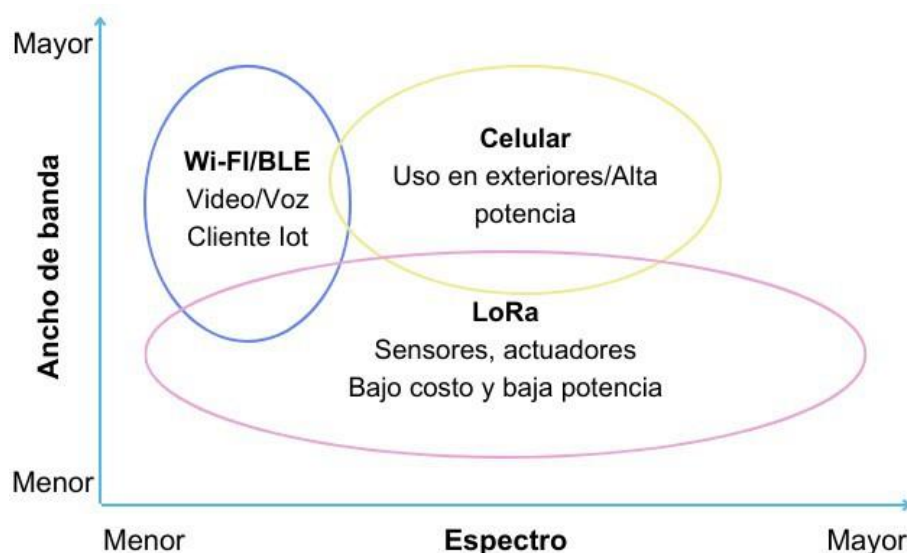 Mayor
Wi-FI/BLE
Video/Voz
Cliente Iot
Celular
Uso en exteriores/Alta
potencia
Ancho de banda
LoRa
Sensores, actuadores
Bajo costo y baja potencia
Menor
Menor
Espectro
Mayor